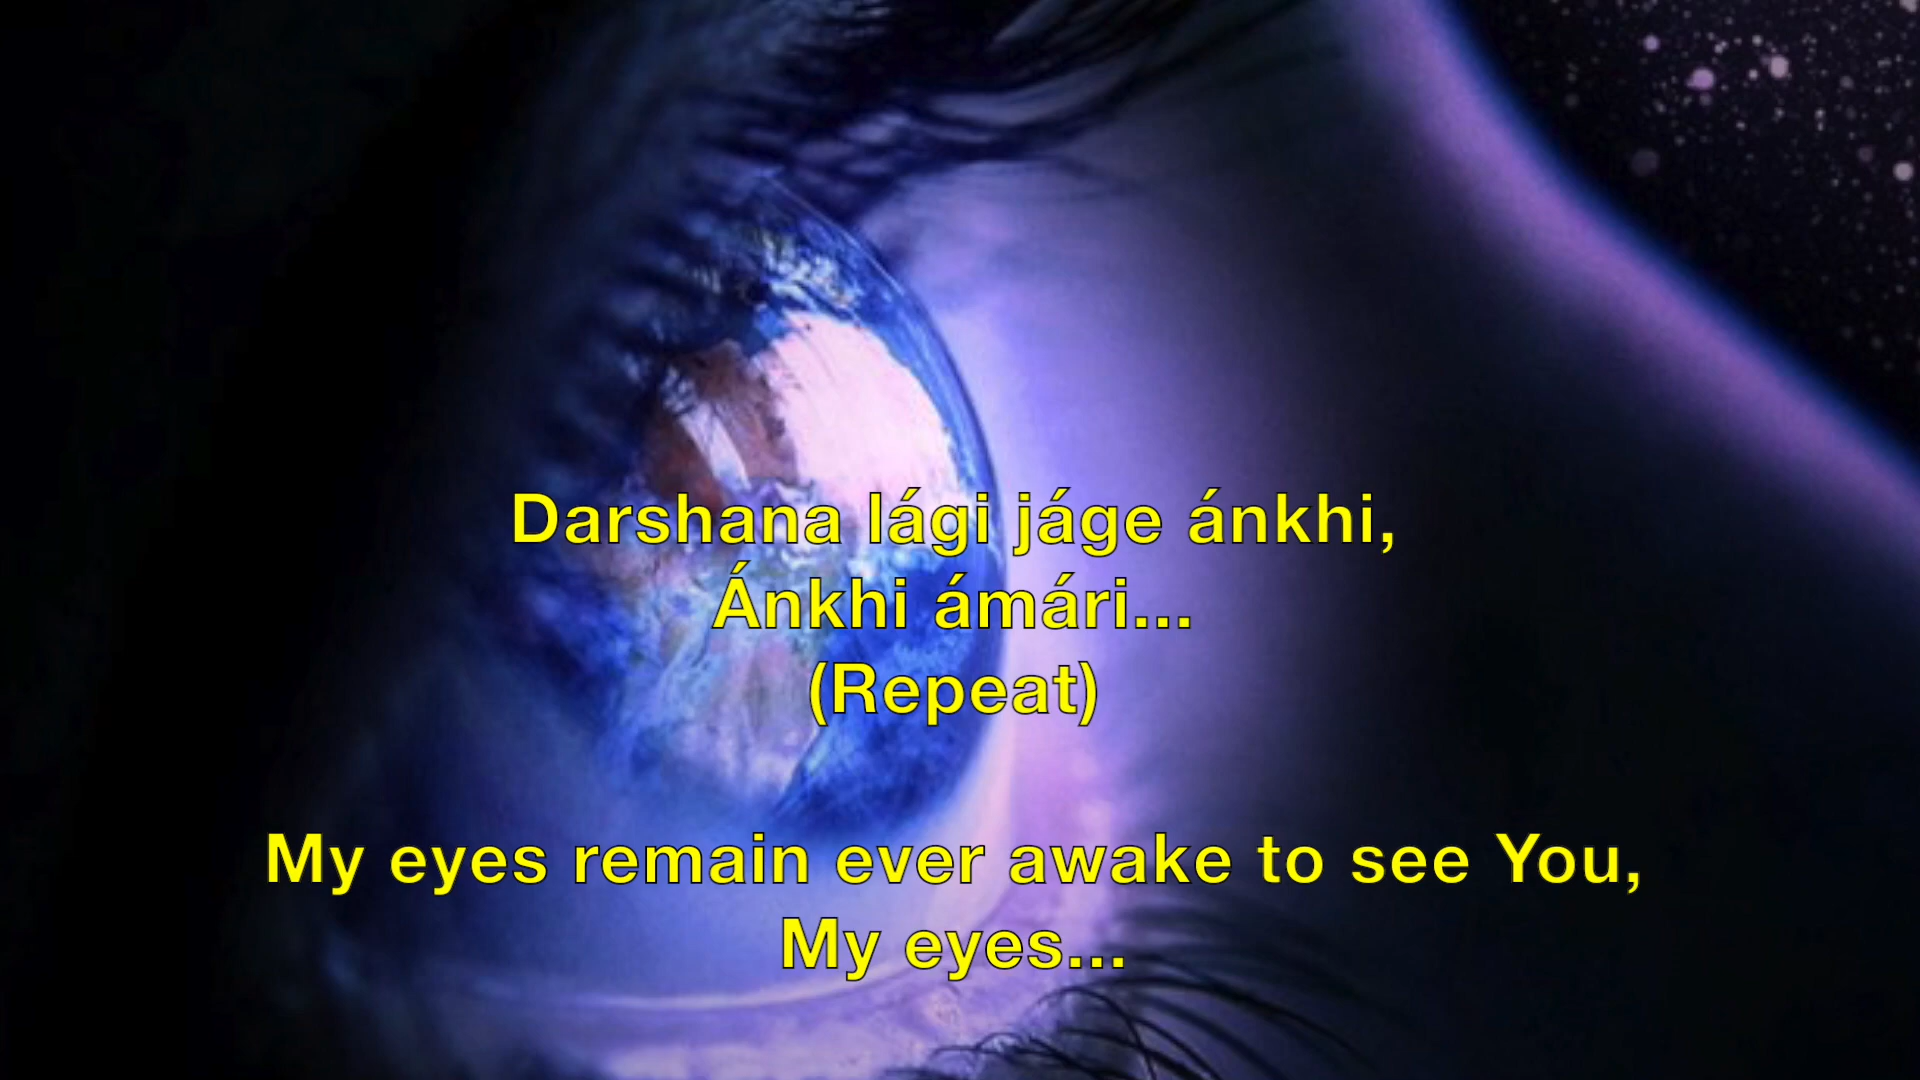 Darshana lági jáge ánkhi,
Ánkhi ámári...
(Repeat)
My eyes remain ever awake to see You,
My eyes...